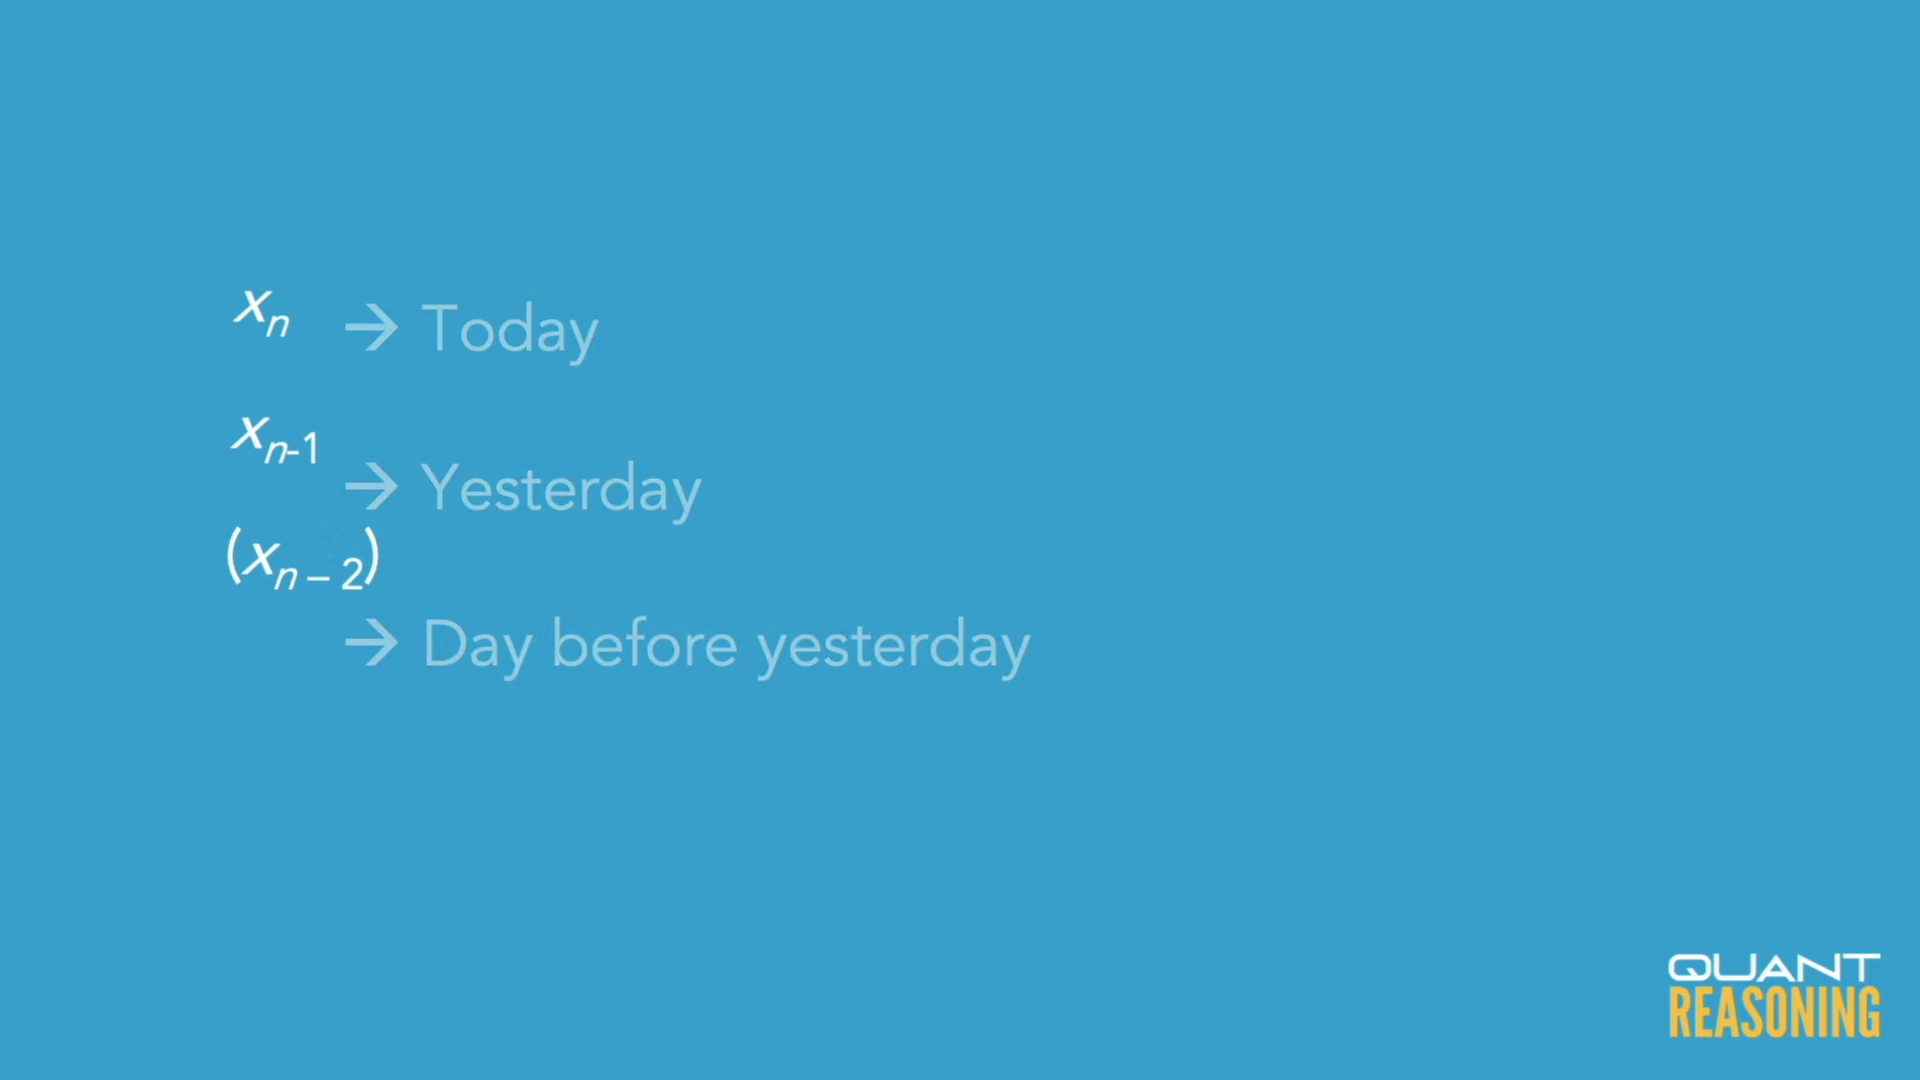 xₙ → Today
xₙ₋₁ → Yesterday
(xₙ ₋ ₂) → Day before yesterday
QUANT
REASONING